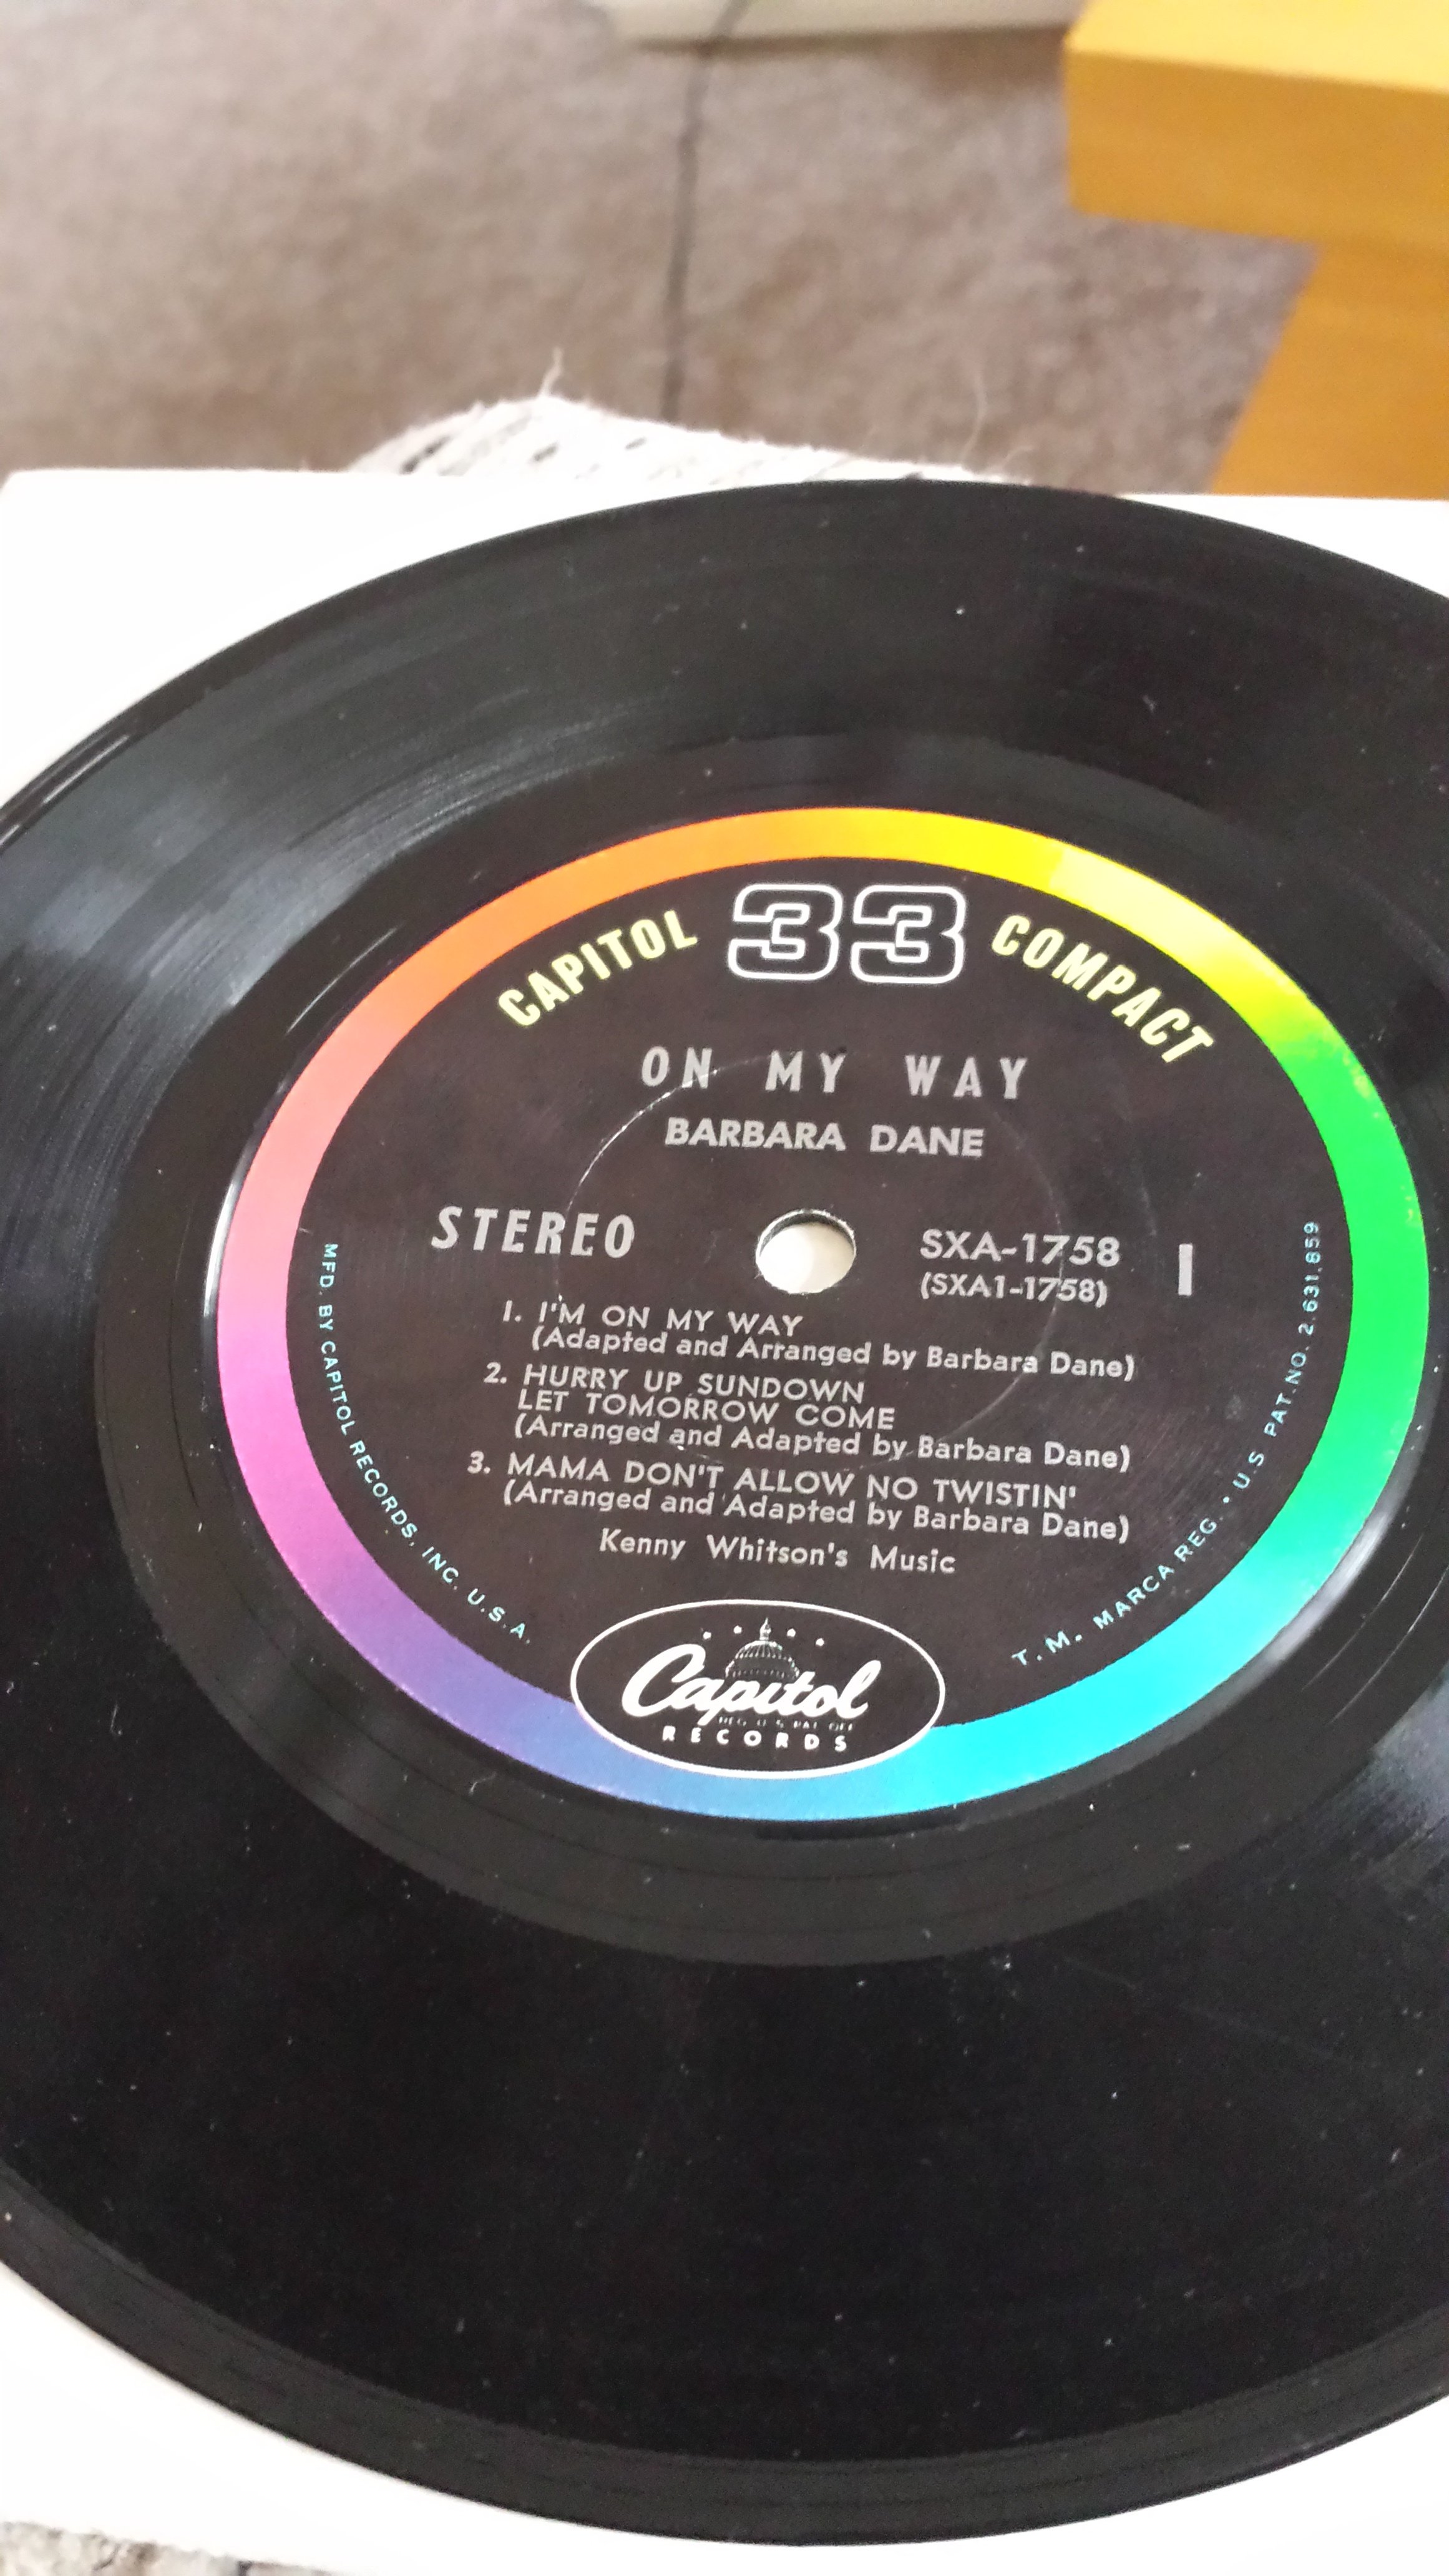 CAPITOL 33 COMPACT
ON MY WAY
BARBARA DANE
STEREO
SXA-1758 1
(SXA1-1758)
1. I'M ON MY WAY
(Adapted and Arranged by Barbara Dane)
2. HURRY UP SUNDOWN
LET TOMORROW COME
(Arranged and Adapted by Barbara Dane)
3. MAMA DON'T ALLOW NO TWISTIN'
(Arranged and Adapted by Barbara Dane)
Kenny Whitson's Music
MFD. BY CAPITOL RECORDS, INC. U.S.A.
T.M. MARCA REG. • U.S. PAT. NO. 2,631,859
Capitol
REG. U.S. PAT. OFF.
RECORDS